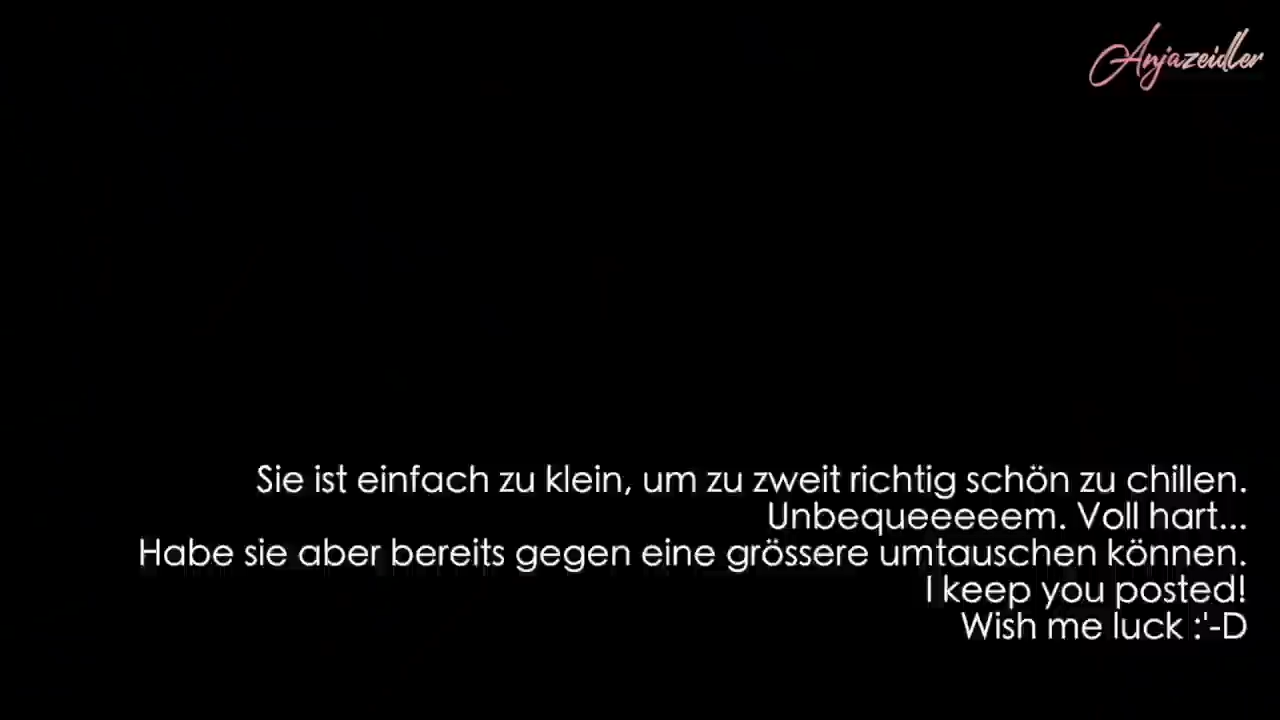 Anjazeidler
Sie ist einfach zu klein, um zu zweit richtig schön zu chillen.
Unbequeeeeem. Voll hart...
Habe sie aber bereits gegen eine grössere umtauschen können.
I keep you posted!
Wish me luck :'-D